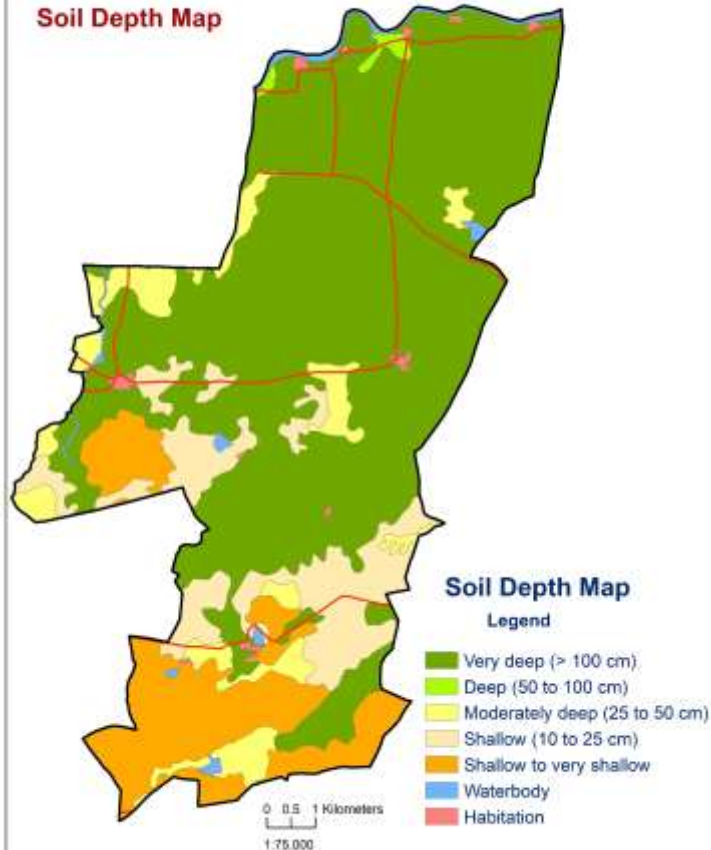 Soil Depth Map
Soil Depth Map
Legend
Very deep (> 100 cm)
Deep (50 to 100 cm)
Moderately deep (25 to 50 cm)
Shallow (10 to 25 cm)
Shallow to very shallow
Waterbody
Habitation
0 0.5 1 Kilometers
1:75,000